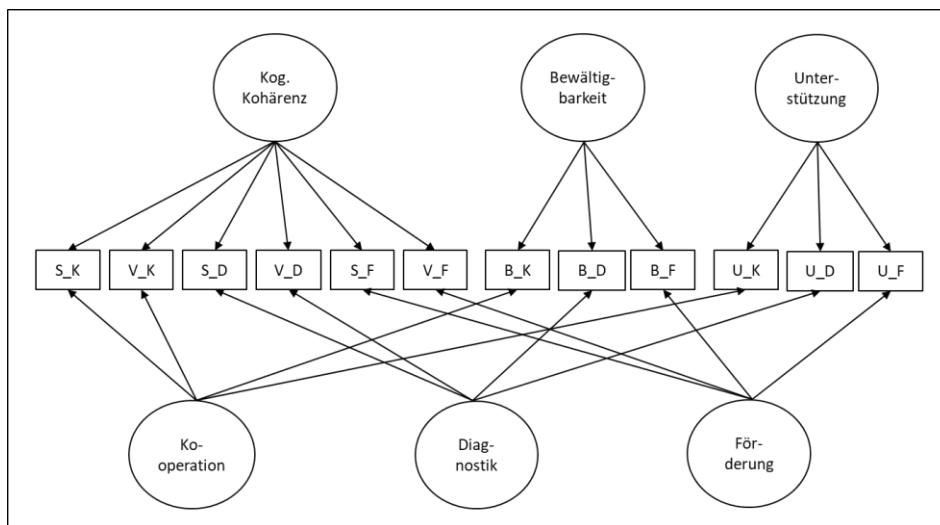 Kog.
Kohärenz
Bewältig-
barkeit
Unter-
stützung
S_K
V_K
S_D
V_D
S_F
V_F
B_K
B_D
B_F
U_K
U_D
U_F
Ko-
operation
Diag-
nostik
För-
derung